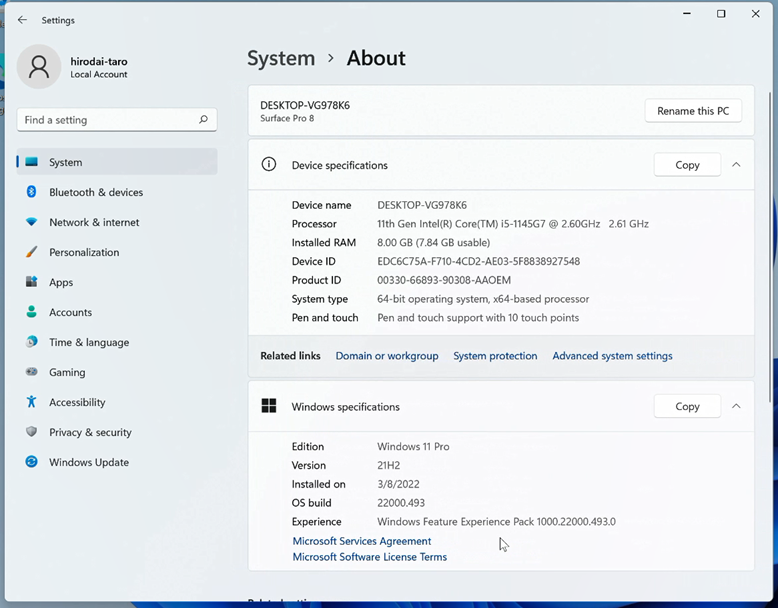 Settings
hirodai-taro
Local Account
Find a setting
System
Bluetooth & devices
Network & internet
Personalization
Apps
Accounts
Time & language
Gaming
Accessibility
Privacy & security
Windows Update
System › About
DESKTOP-VG978K6
Surface Pro 8
Rename this PC
Device specifications
Copy
Device name DESKTOP-VG978K6
Processor 11th Gen Intel(R) Core(TM) i5-1145G7 @ 2.60GHz 2.61 GHz
Installed RAM 8.00 GB (7.84 GB usable)
Device ID EDC6C75A-F710-4CD2-AE03-5F8838927548
Product ID 00330-66893-90308-AAOEM
System type 64-bit operating system, x64-based processor
Pen and touch Pen and touch support with 10 touch points
Related links Domain or workgroup System protection Advanced system settings
Windows specifications
Copy
Edition Windows 11 Pro
Version 21H2
Installed on 3/8/2022
OS build 22000.493
Experience Windows Feature Experience Pack 1000.22000.493.0
Microsoft Services Agreement
Microsoft Software License Terms